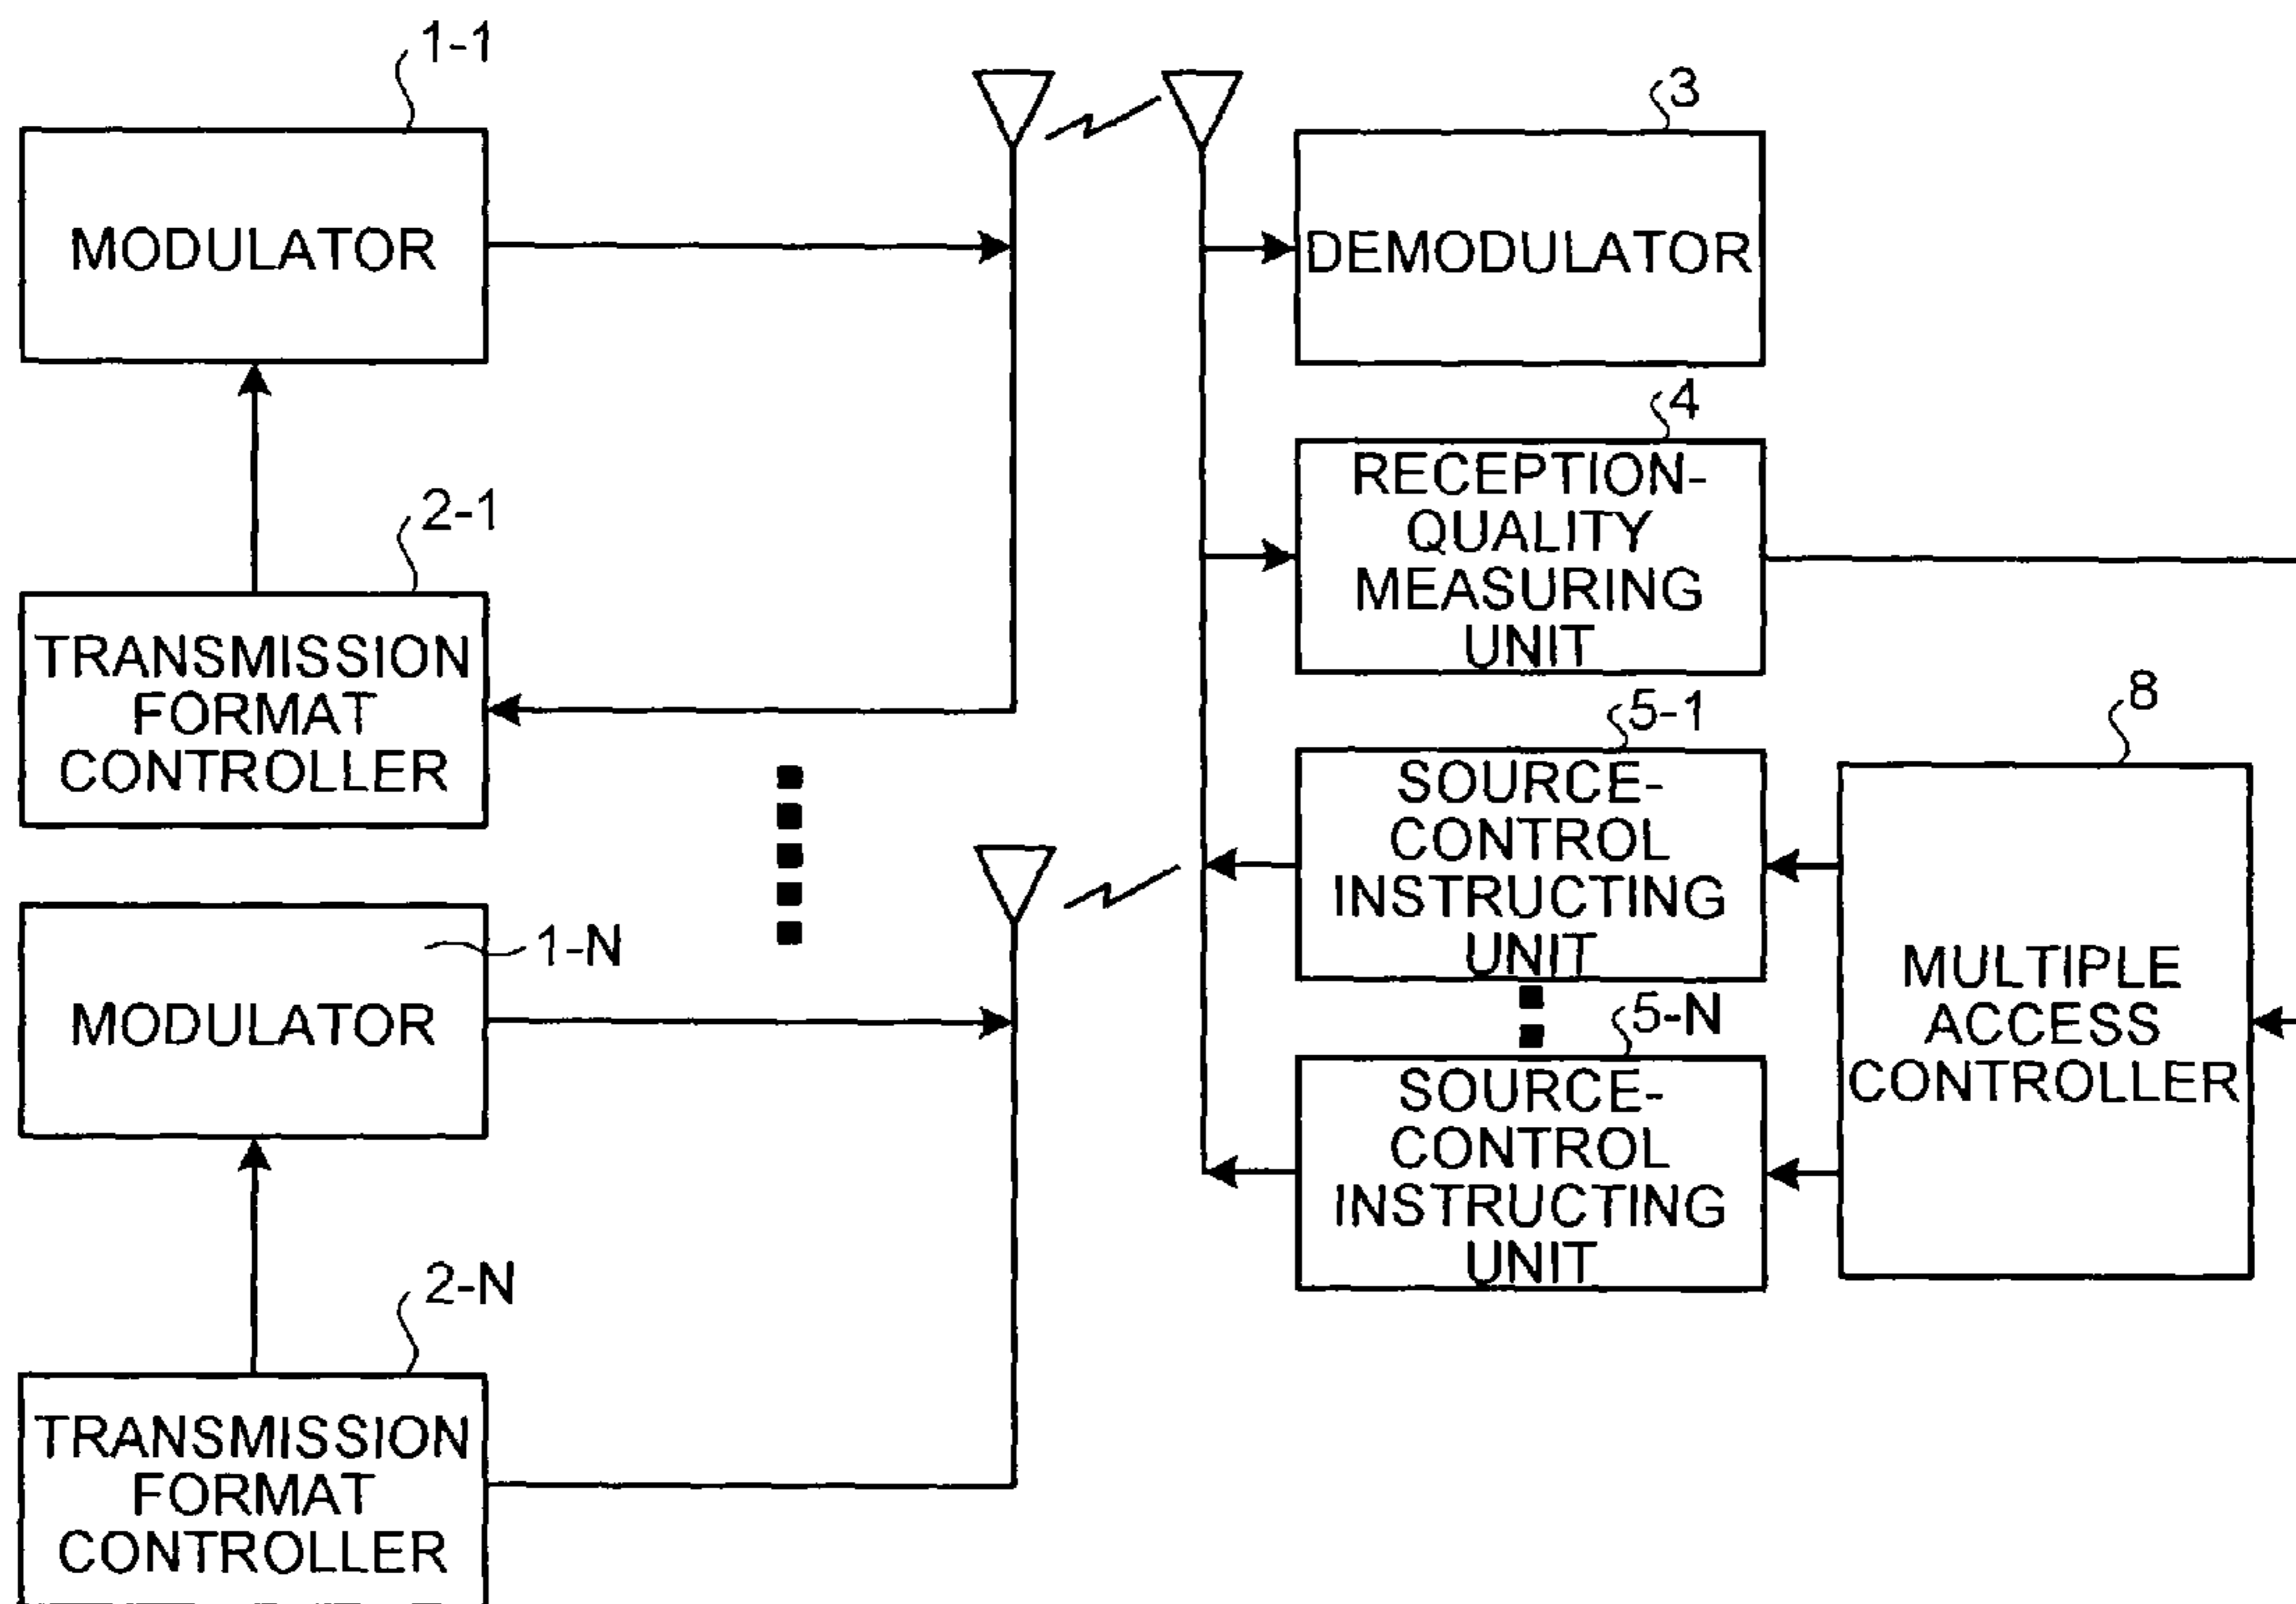 1-1
MODULATOR
2-1
TRANSMISSION
FORMAT
CONTROLLER
1-N
MODULATOR
2-N
TRANSMISSION
FORMAT
CONTROLLER
3
DEMODULATOR
4
RECEPTION-
QUALITY
MEASURING
UNIT
5-1
SOURCE-
CONTROL
INSTRUCTING
UNIT
5-N
SOURCE-
CONTROL
INSTRUCTING
UNIT
8
MULTIPLE
ACCESS
CONTROLLER